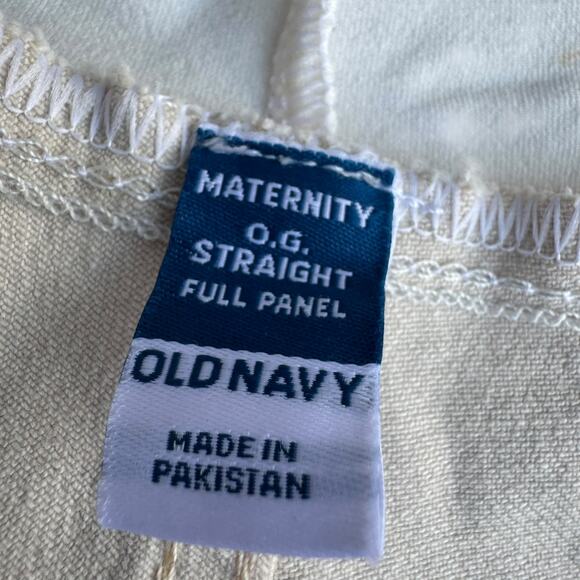 MATERNITY
O.G.
STRAIGHT
FULL PANEL
OLD NAVY
MADE IN
PAKISTAN